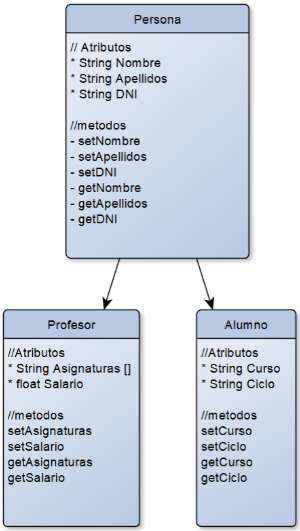 Persona
// Atributos
* String Nombre
* String Apellidos
* String DNI
//metodos
- setNombre
- setApellidos
- setDNI
- getNombre
- getApellidos
- getDNI
Profesor
//Atributos
* String Asignaturas []
* float Salario
//metodos
setAsignaturas
setSalario
getAsignaturas
getSalario
Alumno
//Atributos
* String Curso
* String Ciclo
//metodos
setCurso
setCiclo
getCurso
getCiclo